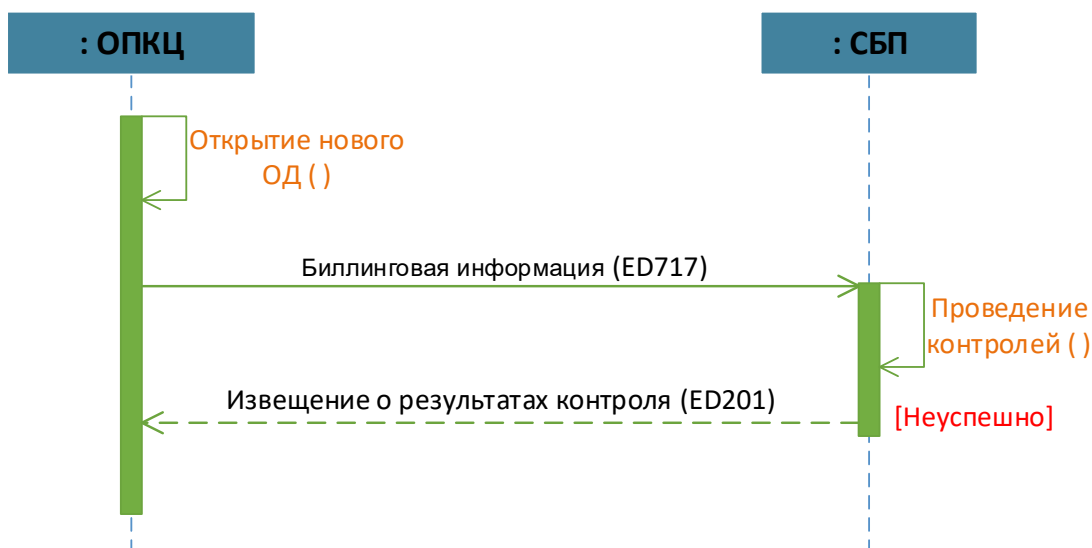 : ОПКЦ
: СБП
Открытие нового
ОД ( )
Биллинговая информация (ED717)
Проведение
контролей ( )
Извещение о результатах контроля (ED201)
[Неуспешно]